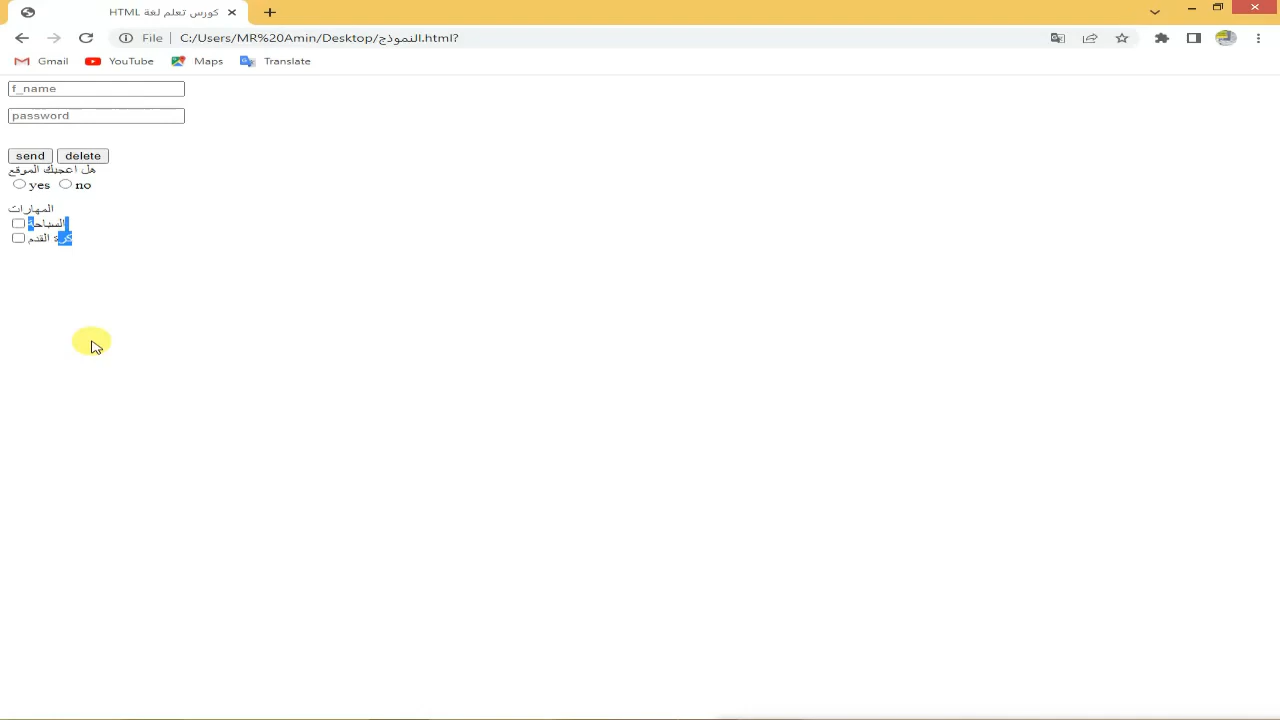 كورس تعلم لغة HTML
File | C:/Users/MR%20Amin/Desktop/النموذج.html?
Gmail YouTube Maps Translate
f_name
password
send delete
هل اعجبك الموقع
yes no
المهارات
السباحة
كرة القدم